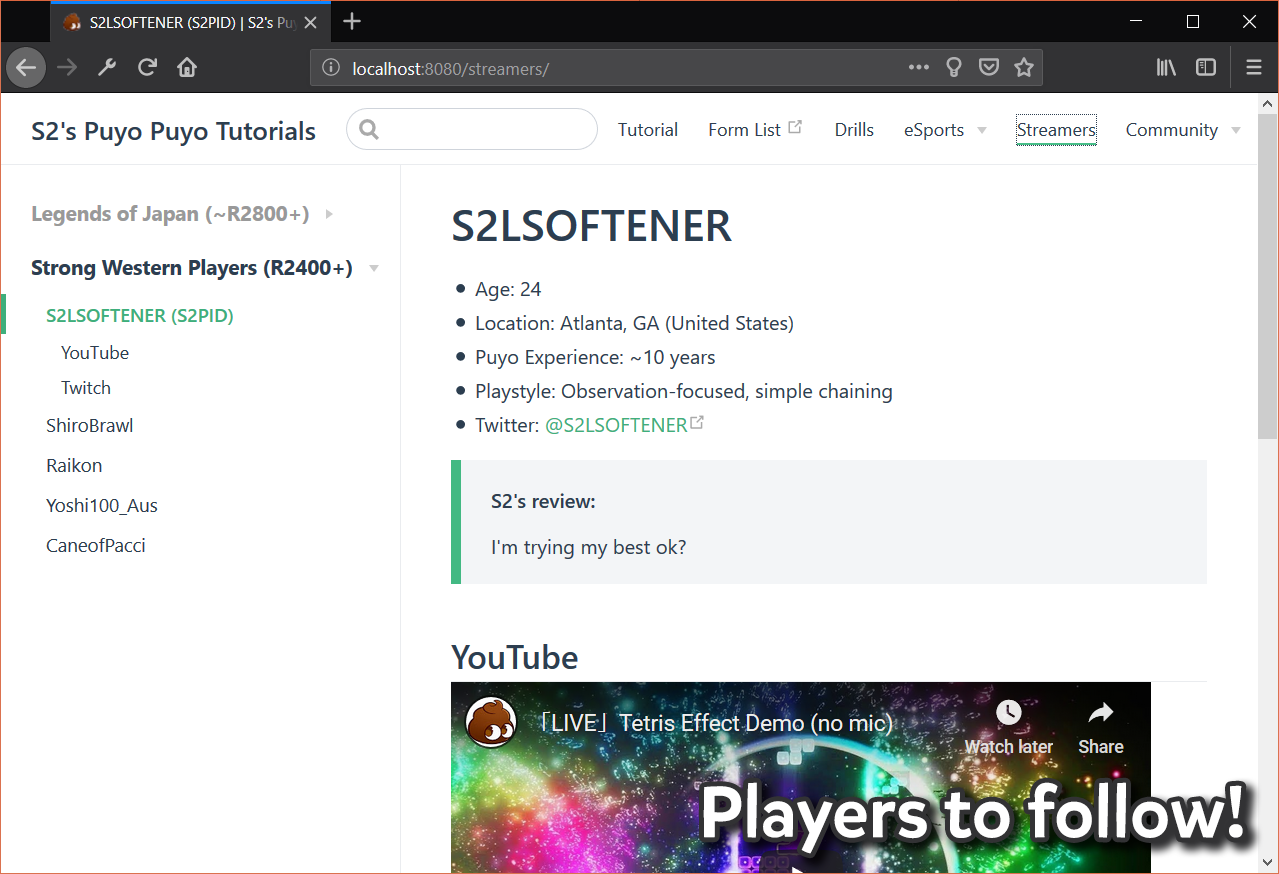 S2LSOFTENER (S2PID) | S2's Puy
localhost:8080/streamers/
S2's Puyo Puyo Tutorials
Tutorial
Form List
Drills
eSports
Streamers
Community
Legends of Japan (~R2800+)
Strong Western Players (R2400+)
S2LSOFTENER (S2PID)
YouTube
Twitch
ShiroBrawl
Raikon
Yoshi100_Aus
CaneofPacci
S2LSOFTENER
Age: 24
Location: Atlanta, GA (United States)
Puyo Experience: ~10 years
Playstyle: Observation-focused, simple chaining
Twitter: @S2LSOFTENER
S2's review:
I'm trying my best ok?
YouTube
「LIVE」Tetris Effect Demo (no mic)
Watch later
Share
Players to follow!